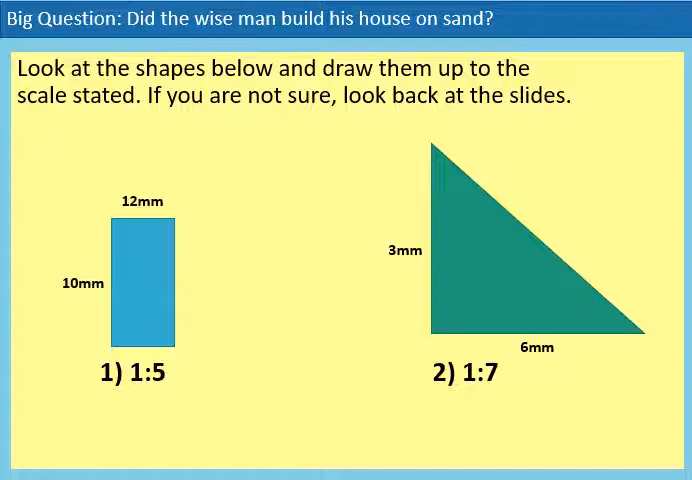 Big Question: Did the wise man build his house on sand?
Look at the shapes below and draw them up to the
scale stated. If you are not sure, look back at the slides.
12mm
10mm
3mm
6mm
1) 1:5
2) 1:7